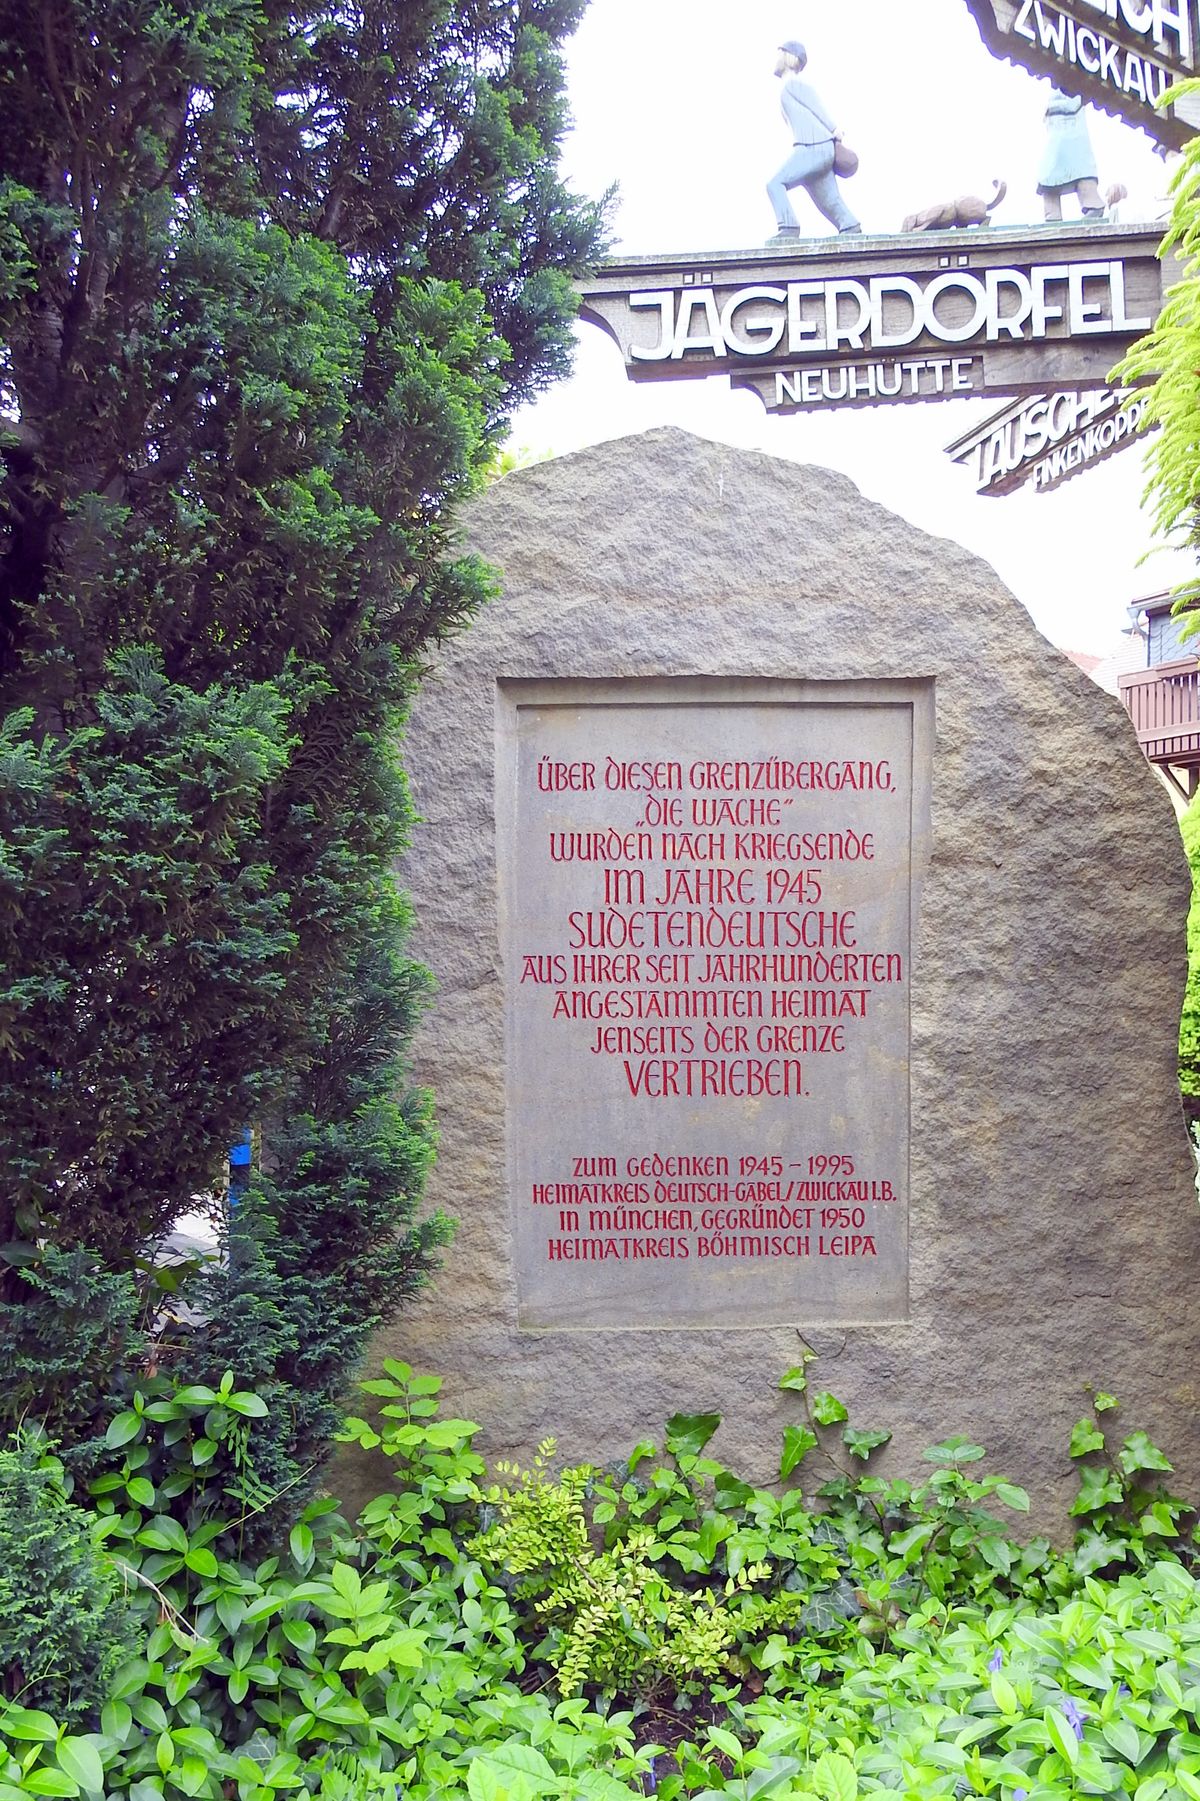 ZWICKAU
JÄGERDÖRFEL
NEUHÜTTE
ÜBER DIESEN GRENZÜBERGANG,
„DIE WACHE"
WURDEN NACH KRIEGSENDE
IM JAHRE 1945
SUDETENDEUTSCHE
AUS IHRER SEIT JAHRHUNDERTEN
ANGESTAMMTEN HEIMAT
JENSEITS DER GRENZE
VERTRIEBEN.
ZUM GEDENKEN 1945 – 1995
HEIMATKREIS DEUTSCH-GABEL/ZWICKAU I.B.
IN MÜNCHEN, GEGRÜNDET 1950
HEIMATKREIS BÖHMISCH LEIPA